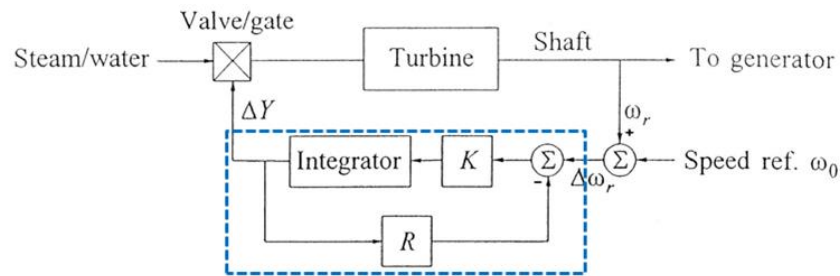 Valve/gate
Steam/water
Turbine
Shaft
To generator
ΔY
ω_r
+
Integrator
K
Σ
-
Δω_r
Σ
Speed ref. ω_0
R